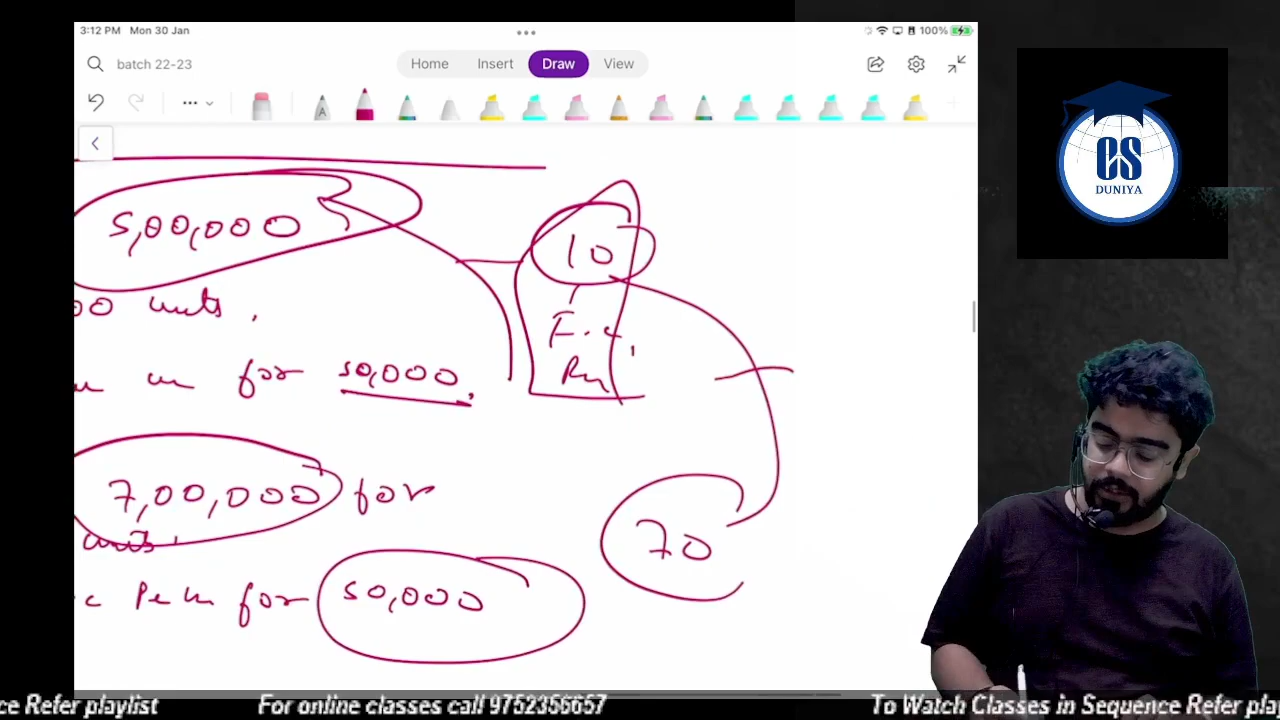 3:12 PM Mon 30 Jan
100%
batch 22-23
Home Insert Draw View
A
CS
DUNIYA
5,00,000
10
00 units.
F.C.
for 50,000.
7,00,000 for
units.
70
c Per u for 50,000
ce Refer playlist For online classes call 9752356657 To Watch Classes in Sequence Refer pla